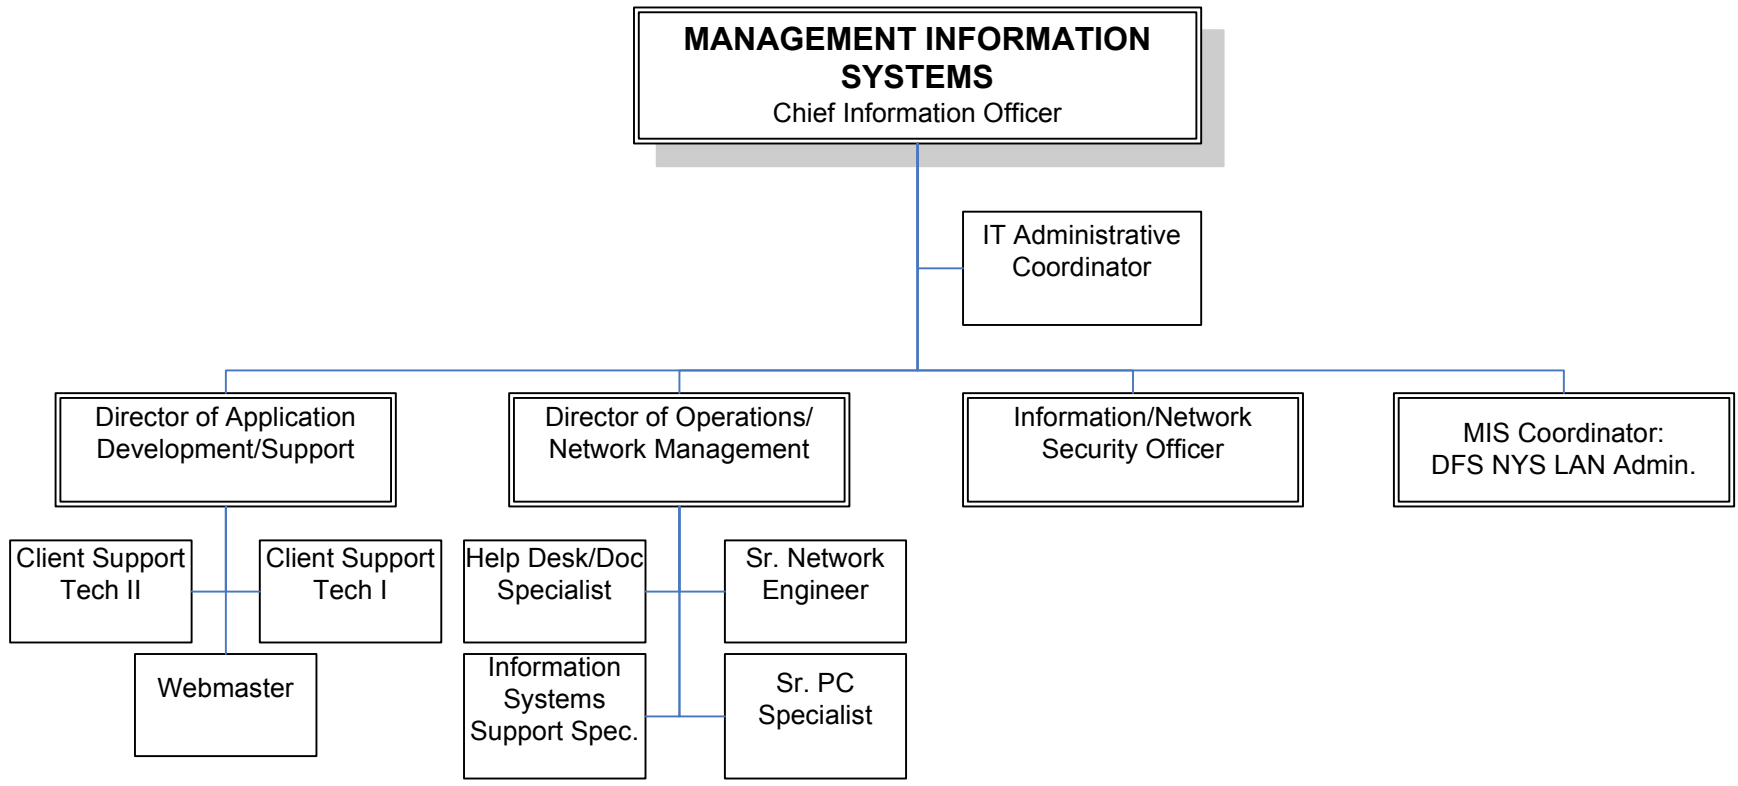 MANAGEMENT INFORMATION
SYSTEMS
Chief Information Officer
IT Administrative
Coordinator
Director of Application
Development/Support
Director of Operations/
Network Management
Information/Network
Security Officer
MIS Coordinator:
DFS NYS LAN Admin.
Client Support
Tech II
Client Support
Tech I
Webmaster
Help Desk/Doc
Specialist
Sr. Network
Engineer
Information
Systems
Support Spec.
Sr. PC
Specialist